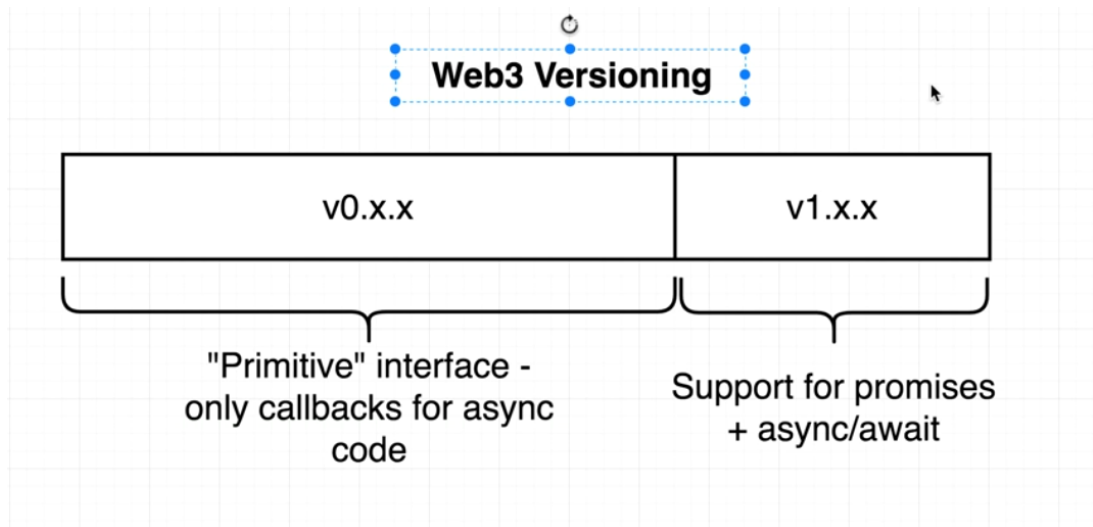 Web3 Versioning
v0.x.x
v1.x.x
"Primitive" interface -
only callbacks for async
code
Support for promises
+ async/await